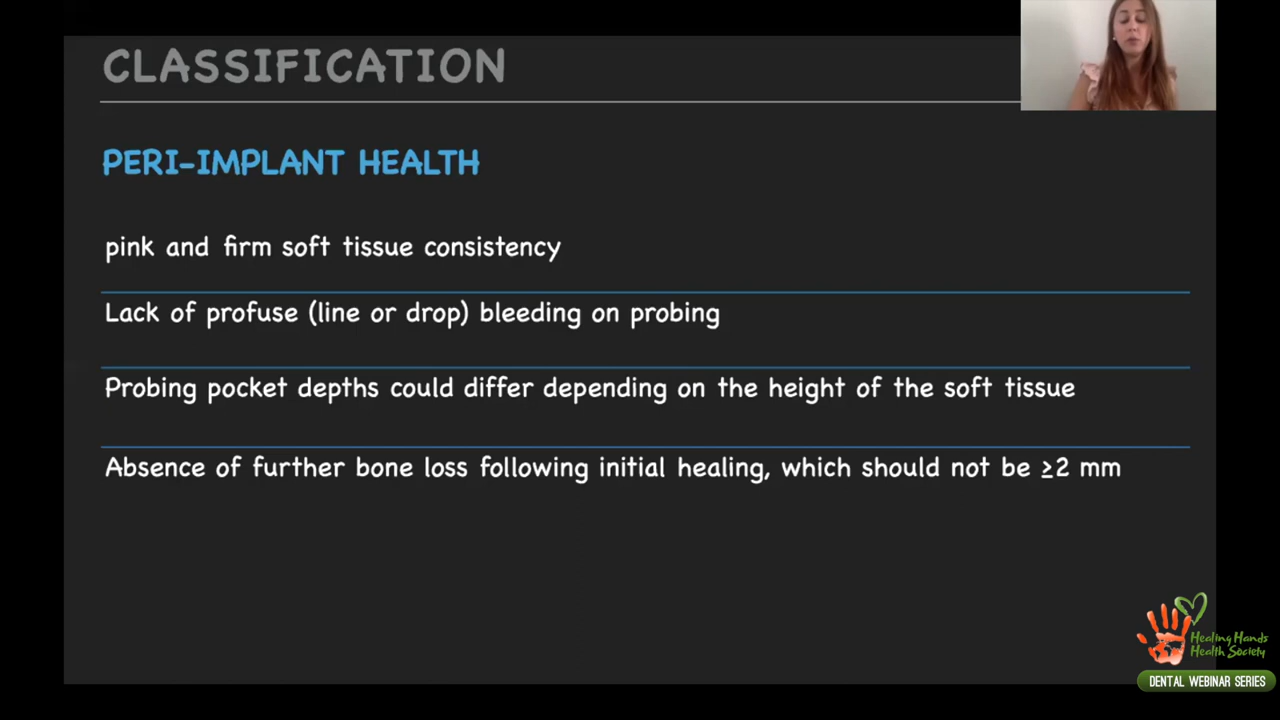 CLASSIFICATION
PERI-IMPLANT HEALTH
pink and firm soft tissue consistency
Lack of profuse (line or drop) bleeding on probing
Probing pocket depths could differ depending on the height of the soft tissue
Absence of further bone loss following initial healing, which should not be ≥2 mm
Healing Hands
Health Society
DENTAL WEBINAR SERIES